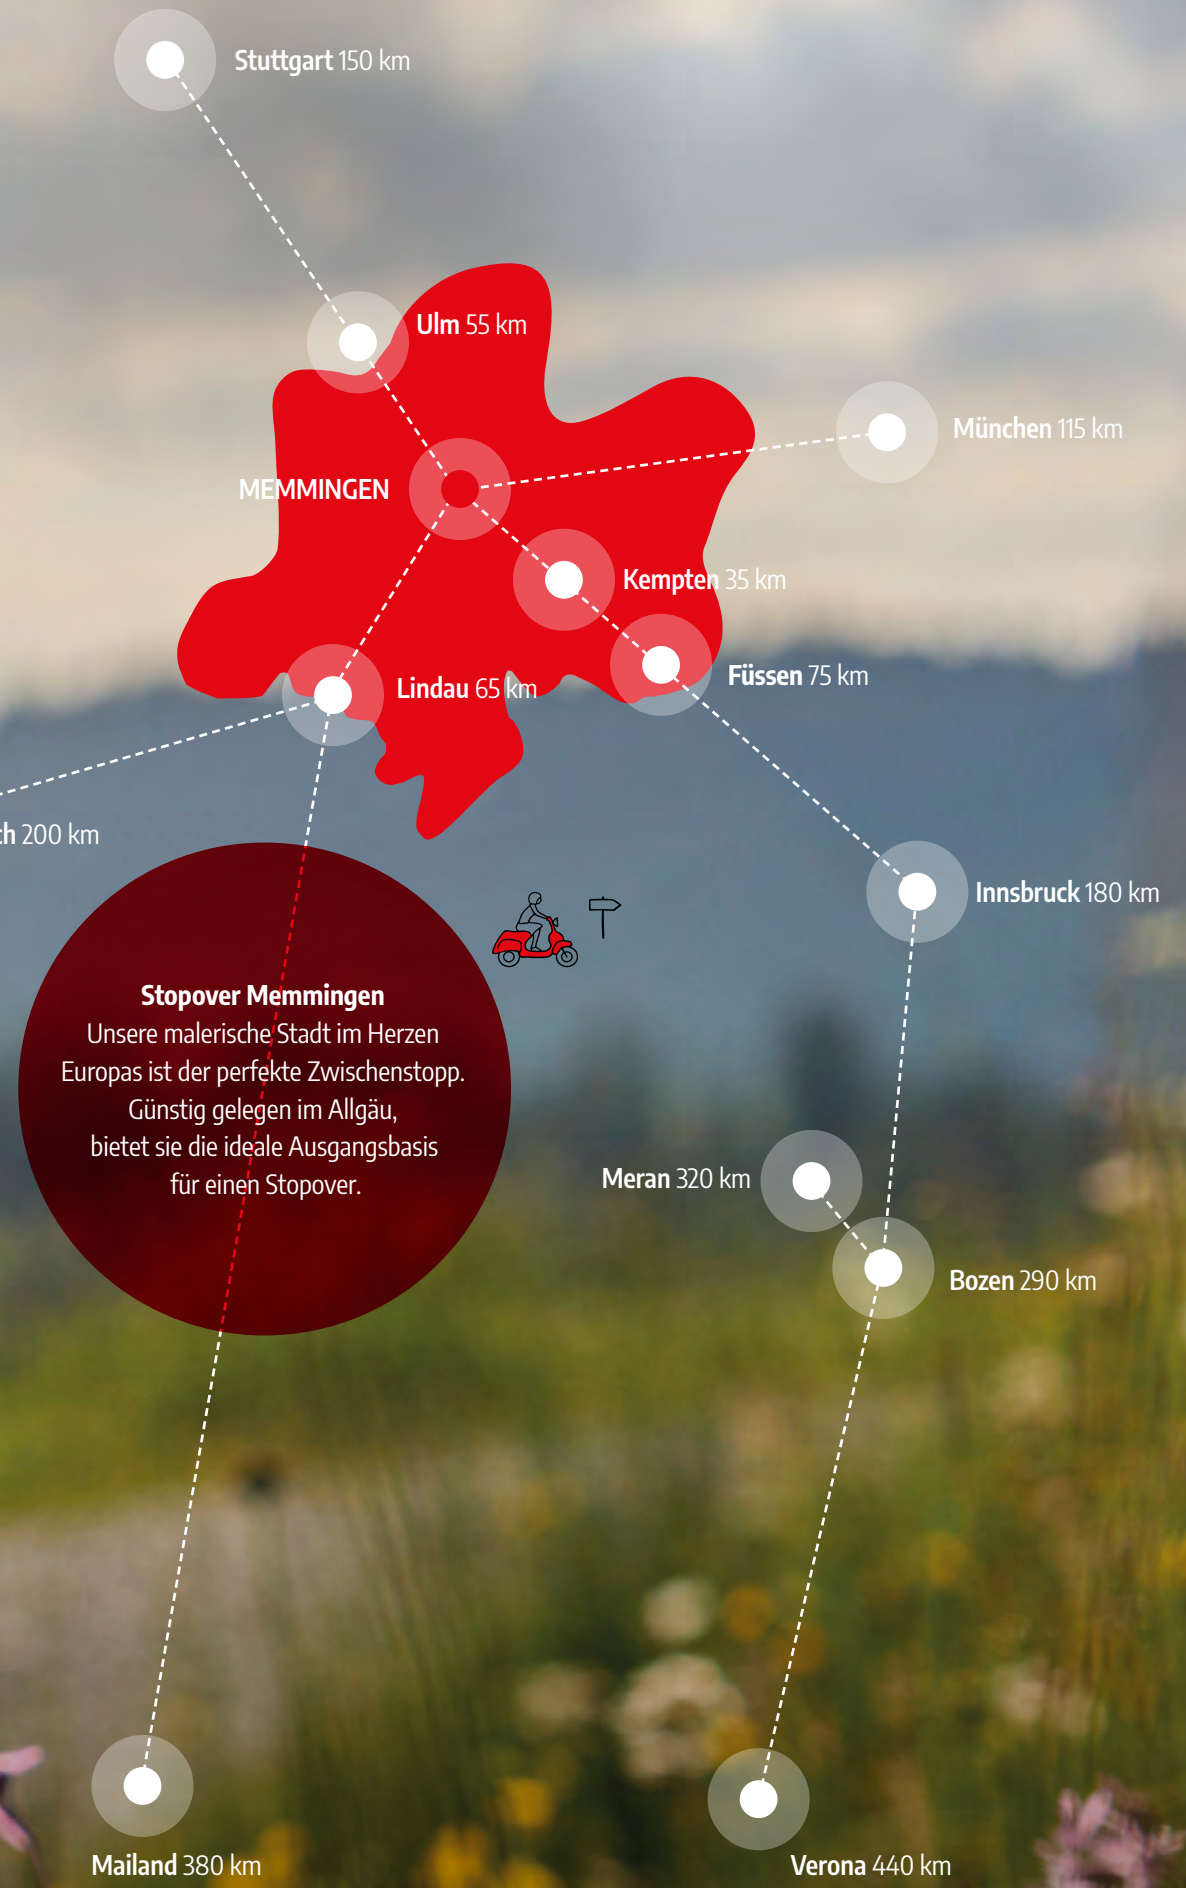 Stuttgart 150 km
Ulm 55 km
München 115 km
MEMMINGEN
Kempten 35 km
Füssen 75 km
Lindau 65 km
200 km
Innsbruck 180 km
Stopover Memmingen
Unsere malerische Stadt im Herzen
Europas ist der perfekte Zwischenstopp.
Günstig gelegen im Allgäu,
bietet sie die ideale Ausgangsbasis
für einen Stopover.
Meran 320 km
Bozen 290 km
Mailand 380 km
Verona 440 km